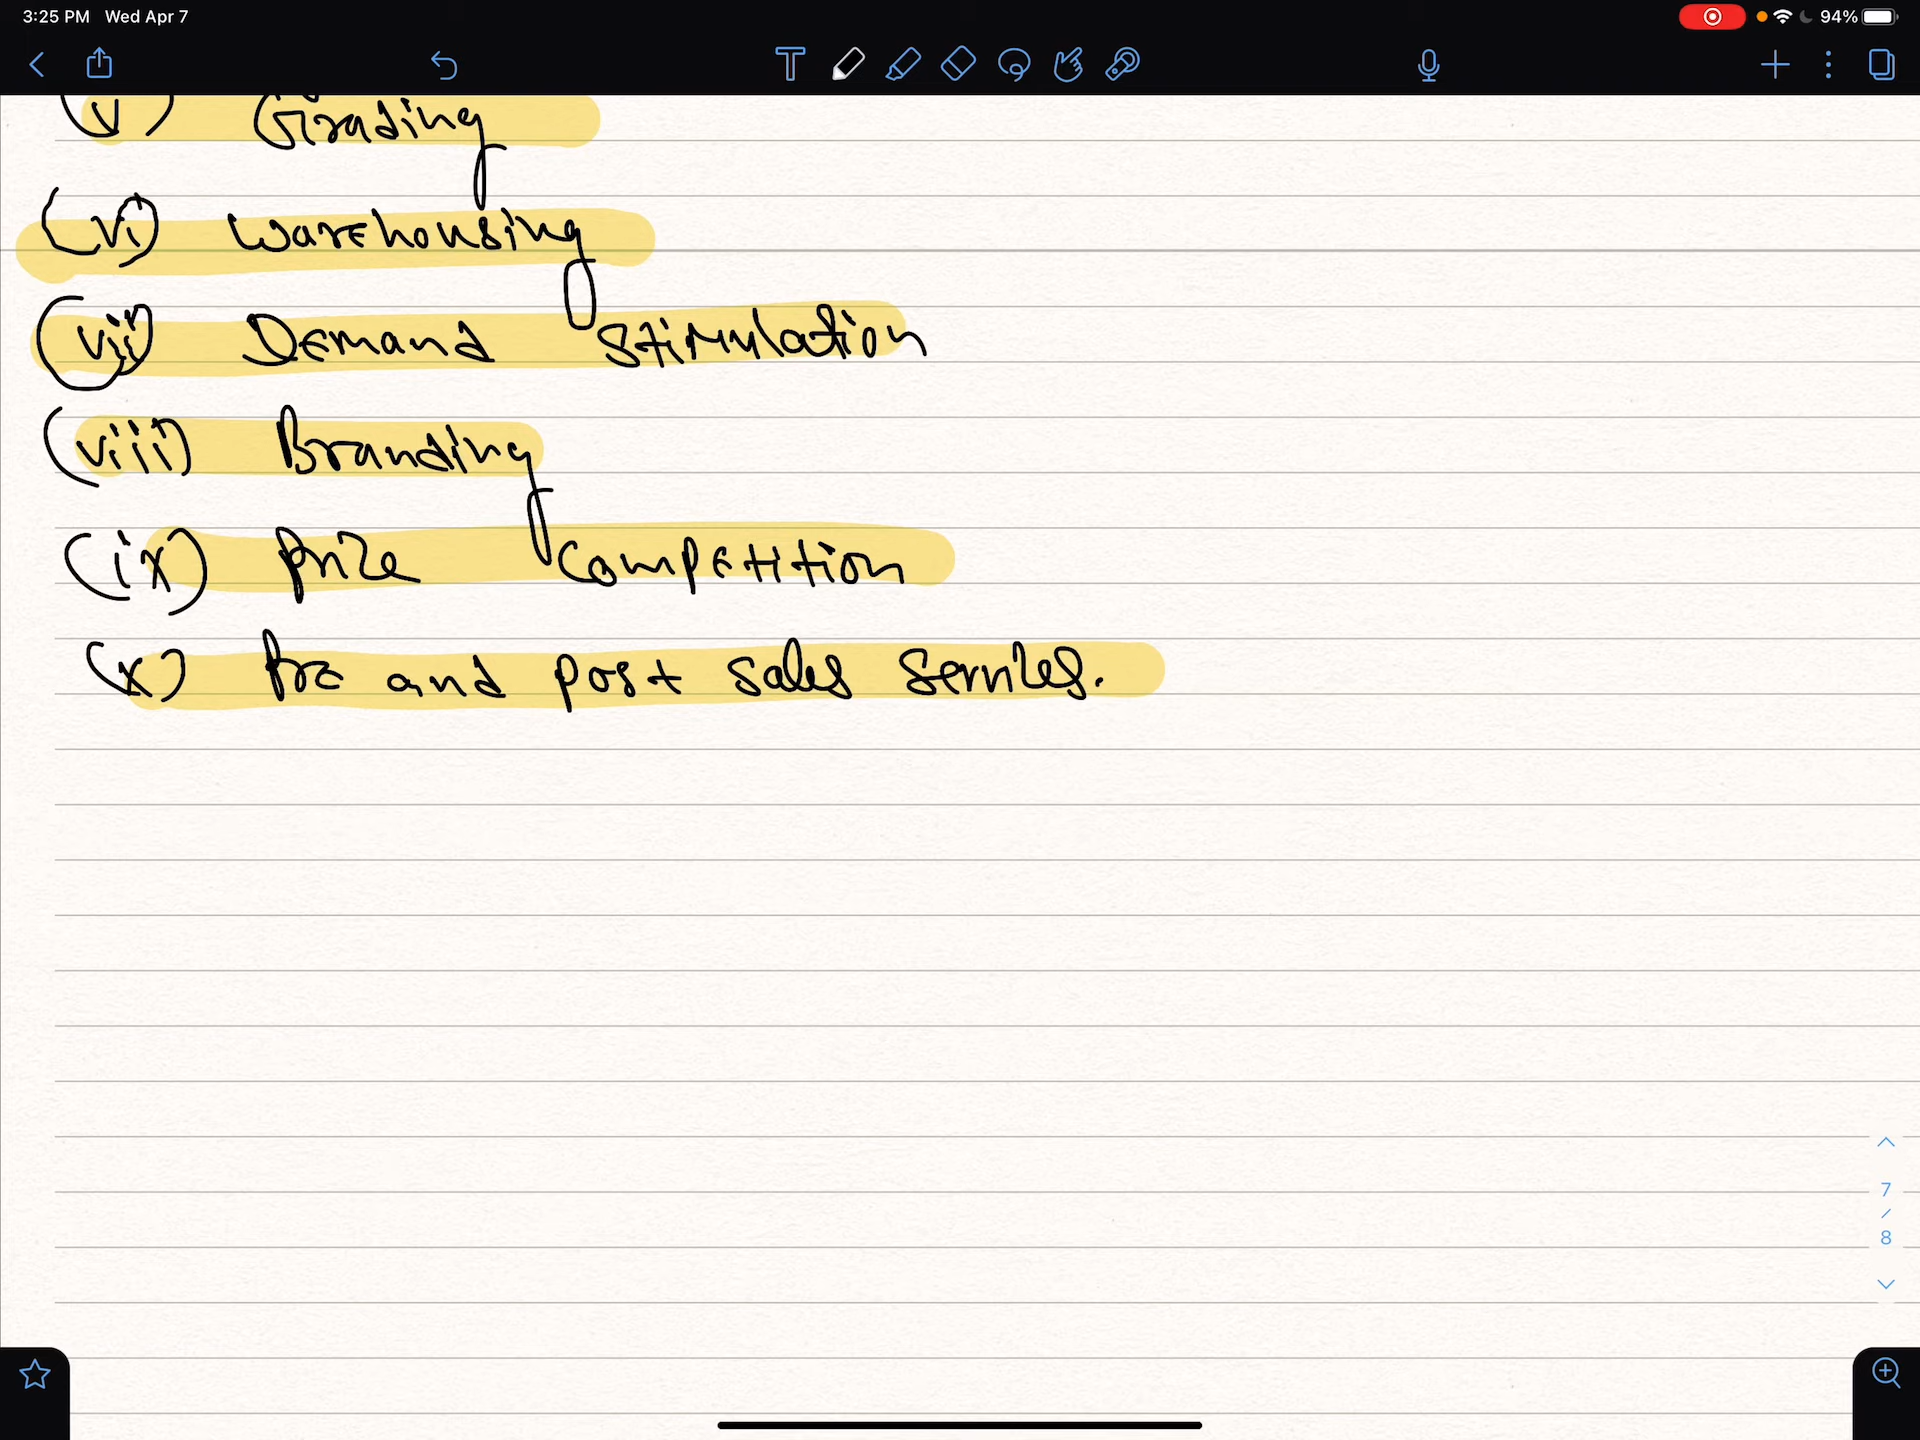 3:25 PM Wed Apr 7
94%
(v) Grading
(vi) Warehousing
(vii) Demand Stimulation
(viii) Branding
(ix) Price Competition
(x) Pre and post sales services.
7
/
8